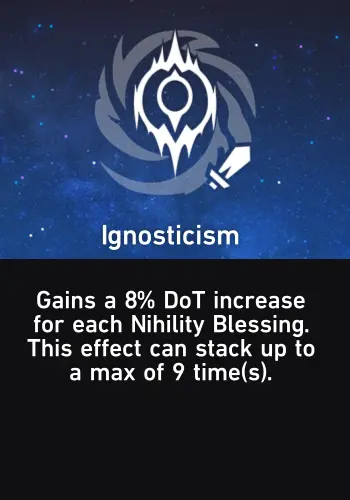 Ignosticism
Gains a 8% DoT increase
for each Nihility Blessing.
This effect can stack up to
a max of 9 time(s).